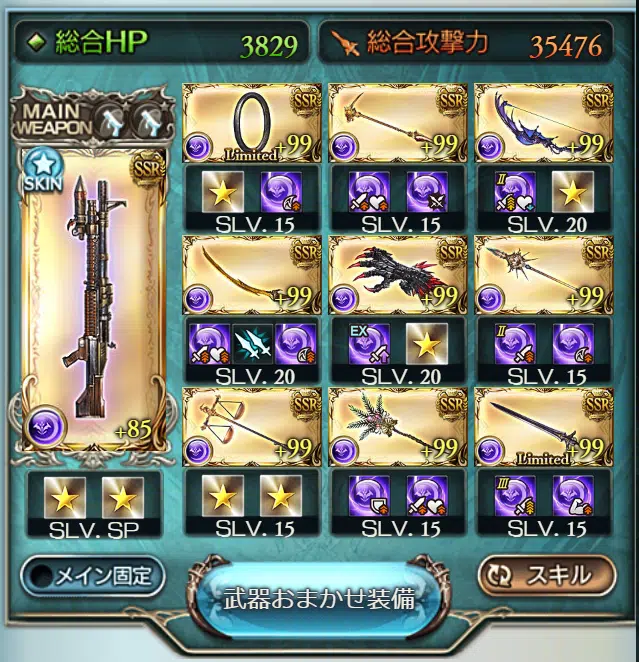 総合HP 3829
総合攻撃力 35476
MAIN
WEAPON
SKIN
SSR
+85
SLV. SP
SSR
Limited +99
SLV. 15
SSR
+99
SLV. 15
SSR
+99
II
SLV. 20
SSR
+99
SLV. 20
SSR
+99
EX
SLV. 20
SSR
+99
II
SLV. 15
SSR
+99
SLV. 15
SSR
+99
SLV. 15
SSR
Limited +99
III
SLV. 15
メイン固定
武器おまかせ装備
スキル